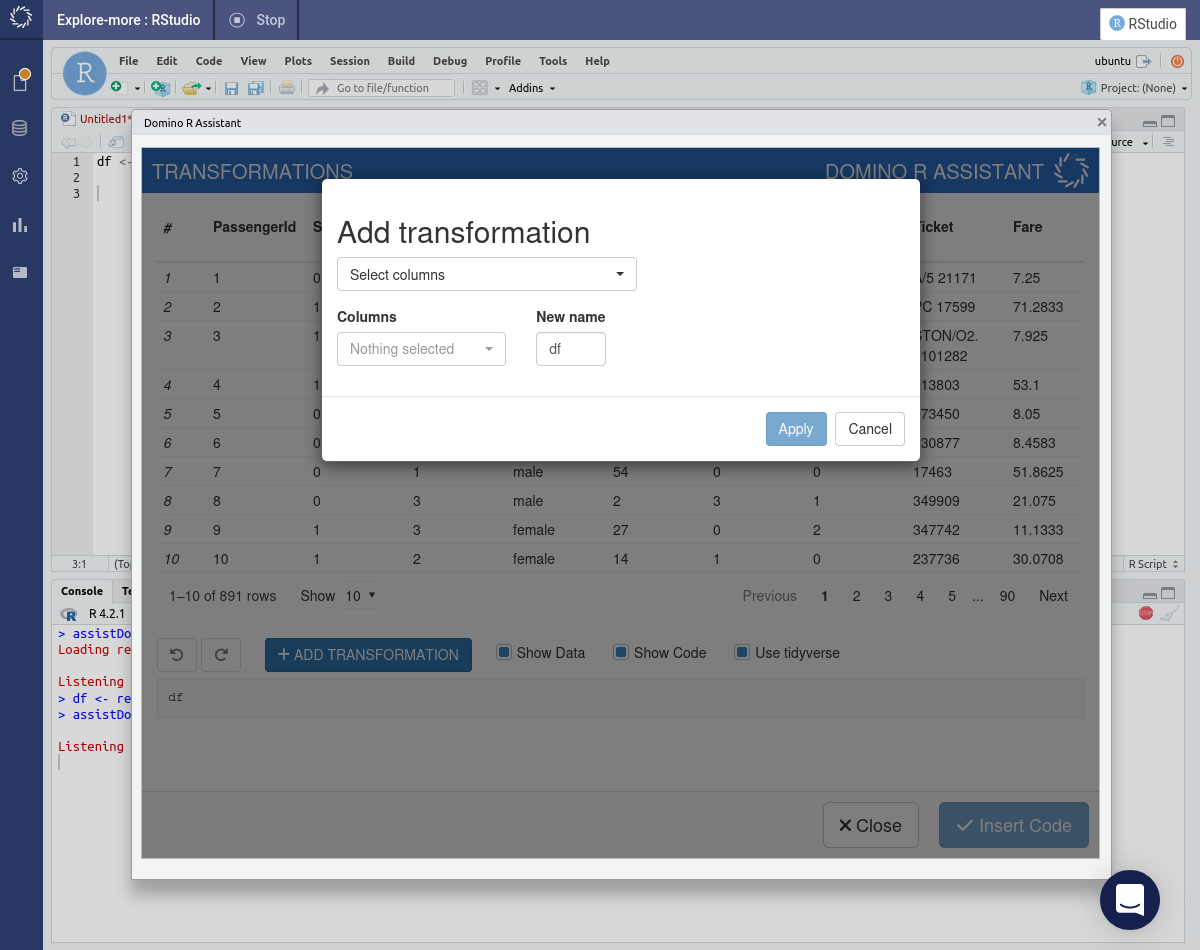 Explore-more : RStudio
Stop
R RStudio
R
File Edit Code View Plots Session Build Debug Profile Tools Help
ubuntu
Go to file/function
Addins
Project: (None)
Untitled1*
Domino R Assistant
1 df <-
2
3
TRANSFORMATIONS
DOMINO R ASSISTANT
# PassengerId S Ticket Fare
Add transformation
Select columns
Columns
New name
Nothing selected
df
Apply
Cancel
1 1 0 A/5 21171 7.25
2 2 1 PC 17599 71.2833
3 3 1 STON/O2. 7.925
101282
4 4 1 13803 53.1
5 5 0 73450 8.05
6 6 0 30877 8.4583
7 7 0 1 male 54 0 0 17463 51.8625
8 8 0 3 male 2 3 1 349909 21.075
9 9 1 3 female 27 0 2 347742 11.1333
10 10 1 2 female 14 1 0 237736 30.0708
1–10 of 891 rows
Show 10
Previous 1 2 3 4 5 ... 90 Next
+ ADD TRANSFORMATION
Show Data
Show Code
Use tidyverse
df
Close
Insert Code
urce
3:1
(To
R Script
Console
Te
R 4.2.1
STOP
> assistDo
Loading re
Listening
> df <- re
> assistDo
Listening